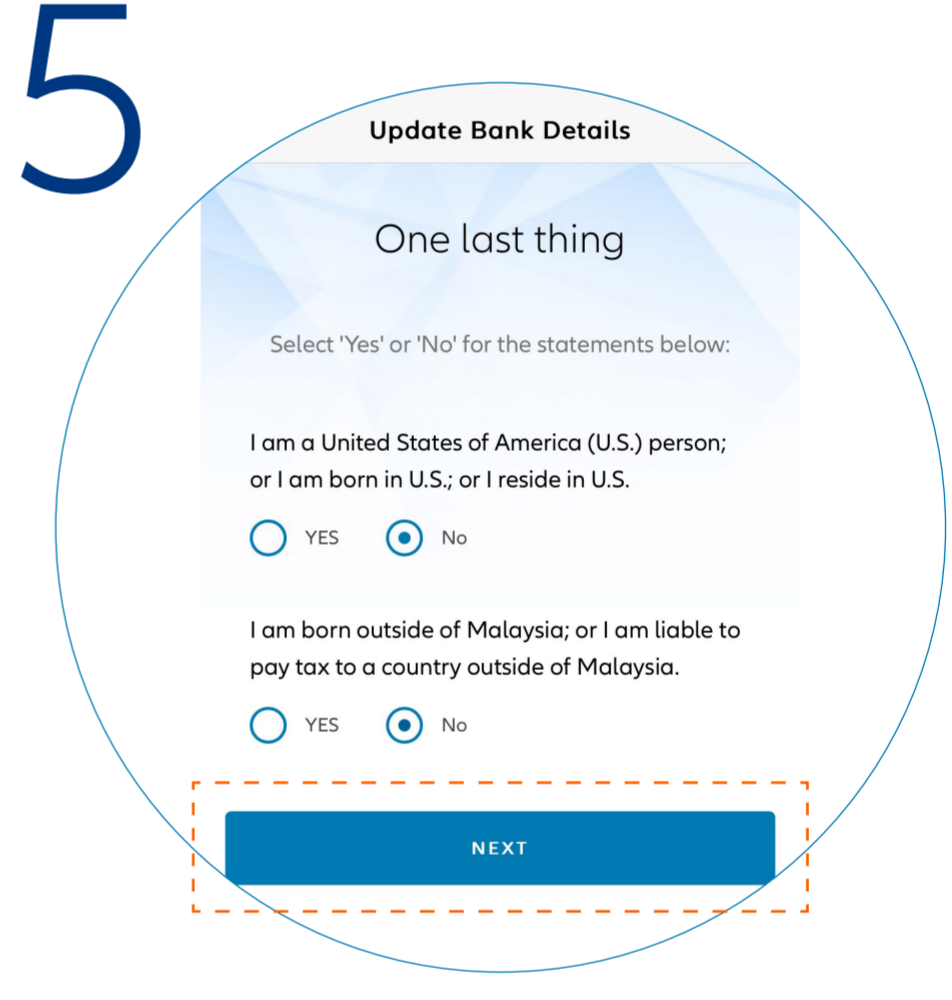 5
Update Bank Details
One last thing
Select 'Yes' or 'No' for the statements below:
I am a United States of America (U.S.) person;
or I am born in U.S.; or I reside in U.S.
YES No
I am born outside of Malaysia; or I am liable to
pay tax to a country outside of Malaysia.
YES No
NEXT